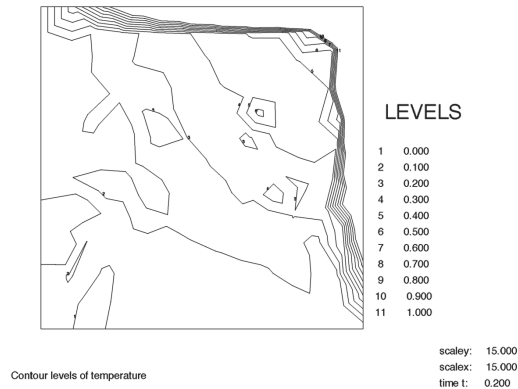 LEVELS
1 0.000
2 0.100
3 0.200
4 0.300
5 0.400
6 0.500
7 0.600
8 0.700
9 0.800
10 0.900
11 1.000
scaley: 15.000
scalex: 15.000
time t: 0.200
Contour levels of temperature